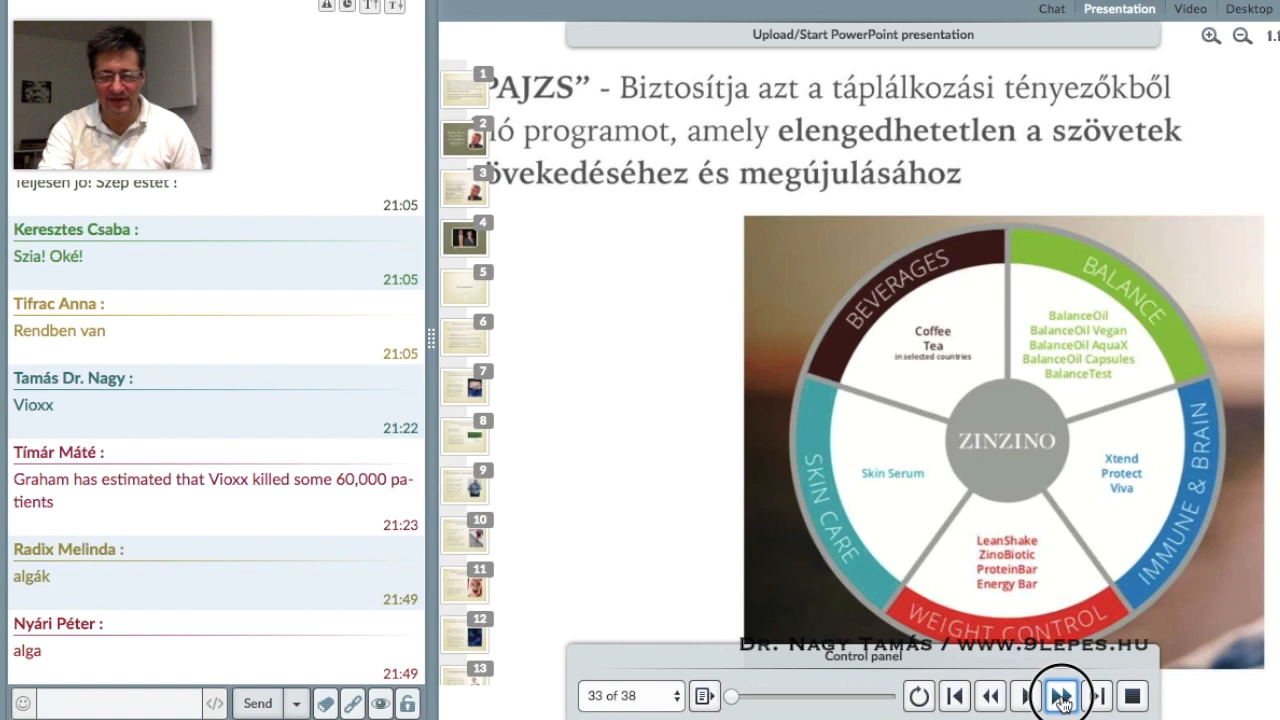 Chat
Presentation
Video
Desktop
Upload/Start PowerPoint presentation
Teljesen jó! Szép estét !
21:05
Keresztes Csaba :
Szia! Oké!
21:05
Tifrac Anna :
Rendben van
21:05
Tamás Dr. Nagy :
Vioxx
21:22
Tímár Máté :
Graham has estimated that Vioxx killed some 60,000 pa-
tients
21:23
Radix Melinda :
algák
21:49
Nyári Péter :
alga
21:49
Send
1
2
3
4
5
6
7
8
9
10
11
12
13
PAJZS” - Biztosítja azt a táplálkozási tényezőkből
programot, amely elengedhetetlen a szövetek
övekedéséhez és megújulásához
BEVERAGES
Coffee
Tea
in selected countries
BALANCE
BalanceOil
BalanceOil Vegan
BalanceOil AquaX
BalanceOil Capsules
BalanceTest
ZINZINO
SKIN CARE
Skin Serum
IMMUNE & BRAIN
Xtend
Protect
Viva
LeanShake
ZinoBiotic
ProteinBar
Energy Bar
WEIGHT CONTROL
Dr. Nagy Tamás / www.9lepes.hu
Control panel
33 of 38